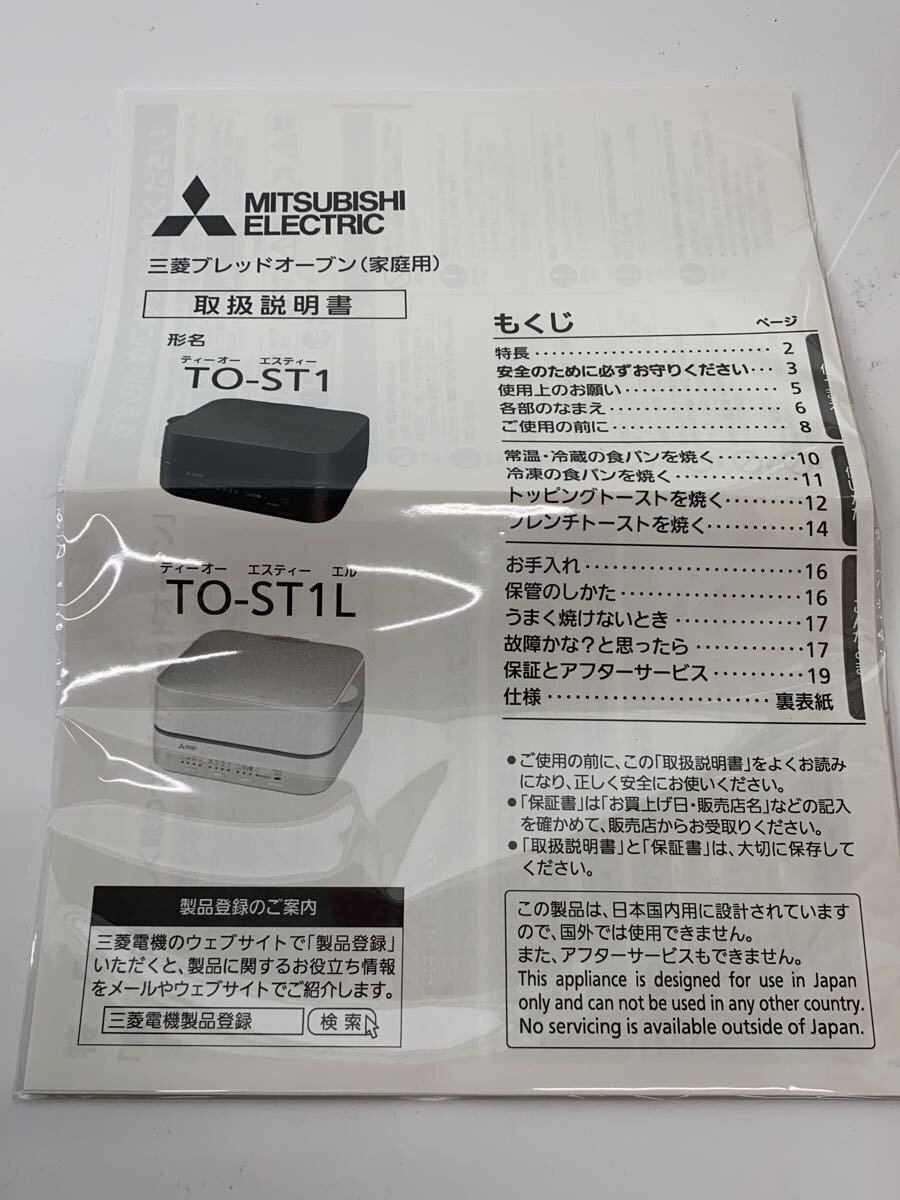 MITSUBISHI
ELECTRIC
三菱ブレッドオーブン(家庭用)
取扱説明書
形名
ティーオー エスティー
TO-ST1
ティーオー エスティー エル
TO-ST1L
製品登録のご案内
三菱電機のウェブサイトで「製品登録」
いただくと、製品に関するお役立ち情報
をメールやウェブサイトでご紹介します。
三菱電機製品登録 検索
もくじ ページ
特長・・・・・・・・・・・・・・・・・・・・・・・・・・・・ 2
安全のために必ずお守りください・・・ 3
使用上のお願い・・・・・・・・・・・・・・・・・・ 5
各部のなまえ・・・・・・・・・・・・・・・・・・・・ 6
ご使用の前に・・・・・・・・・・・・・・・・・・・・ 8
常温・冷蔵の食パンを焼く・・・・・・・・・10
冷凍の食パンを焼く・・・・・・・・・・・・・・・11
トッピングトーストを焼く・・・・・・・・・12
フレンチトーストを焼く・・・・・・・・・・・14
お手入れ・・・・・・・・・・・・・・・・・・・・・・・16
保管のしかた・・・・・・・・・・・・・・・・・・・16
うまく焼けないとき・・・・・・・・・・・・・・17
故障かな?と思ったら・・・・・・・・・・・・17
保証とアフターサービス・・・・・・・・・・19
仕様・・・・・・・・・・・・・・・・・・・・・・・裏表紙
●ご使用の前に、この「取扱説明書」をよくお読み
になり、正しく安全にお使いください。
●「保証書」は「お買上げ日・販売店名」などの記入
を確かめて、販売店からお受取りください。
●「取扱説明書」と「保証書」は、大切に保存して
ください。
この製品は、日本国内用に設計されています
ので、国外では使用できません。
また、アフターサービスもできません。
This appliance is designed for use in Japan
only and can not be used in any other country.
No servicing is available outside of Japan.